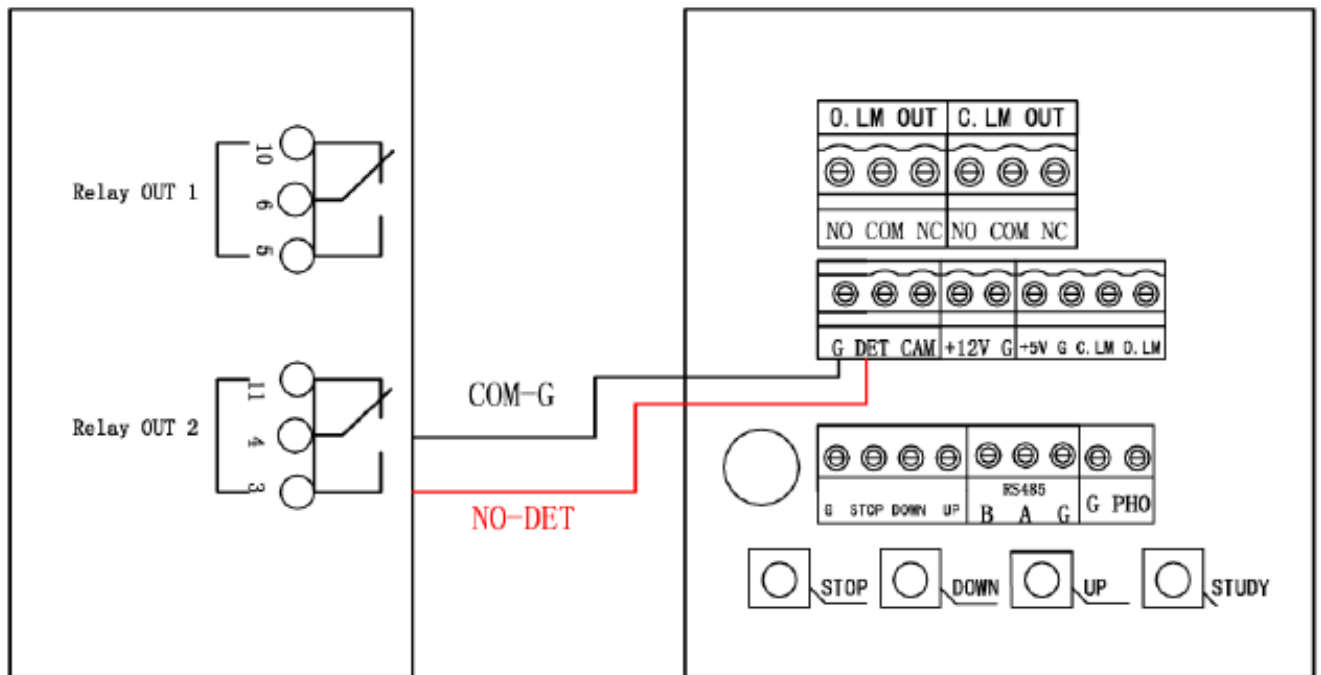 Relay OUT 1
10
6
5
Relay OUT 2
11
4
3
COM-G
NO-DET
O. LM OUT C. LM OUT
NO COM NC NO COM NC
G DET CAM +12V G +5V G C. LM O. LM
G STOP DOWN UP RS485 B A G G PHO
STOP DOWN UP STUDY